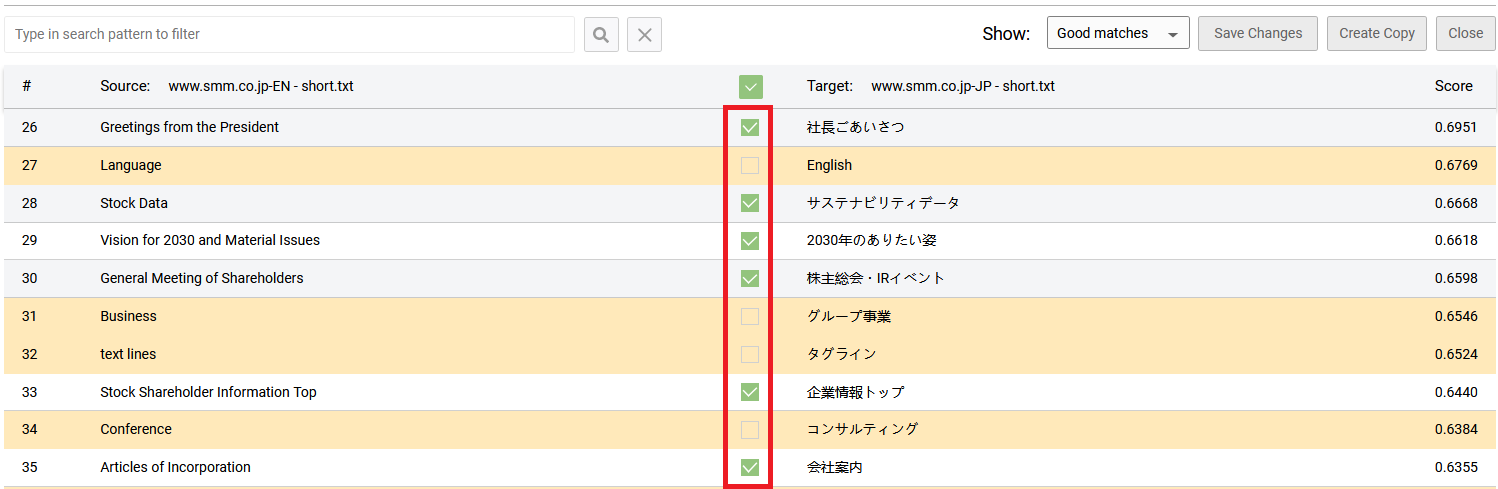 Type in search pattern to filter Show: Good matches Save Changes Create Copy Close
# Source: www.smm.co.jp-EN - short.txt Target: www.smm.co.jp-JP - short.txt Score
26 Greetings from the President 社長ごあいさつ 0.6951
27 Language English 0.6769
28 Stock Data サステナビリティデータ 0.6668
29 Vision for 2030 and Material Issues 2030年のありたい姿 0.6618
30 General Meeting of Shareholders 株主総会・IRイベント 0.6598
31 Business グループ事業 0.6546
32 text lines タグライン 0.6524
33 Stock Shareholder Information Top 企業情報トップ 0.6440
34 Conference コンサルティング 0.6384
35 Articles of Incorporation 会社案内 0.6355